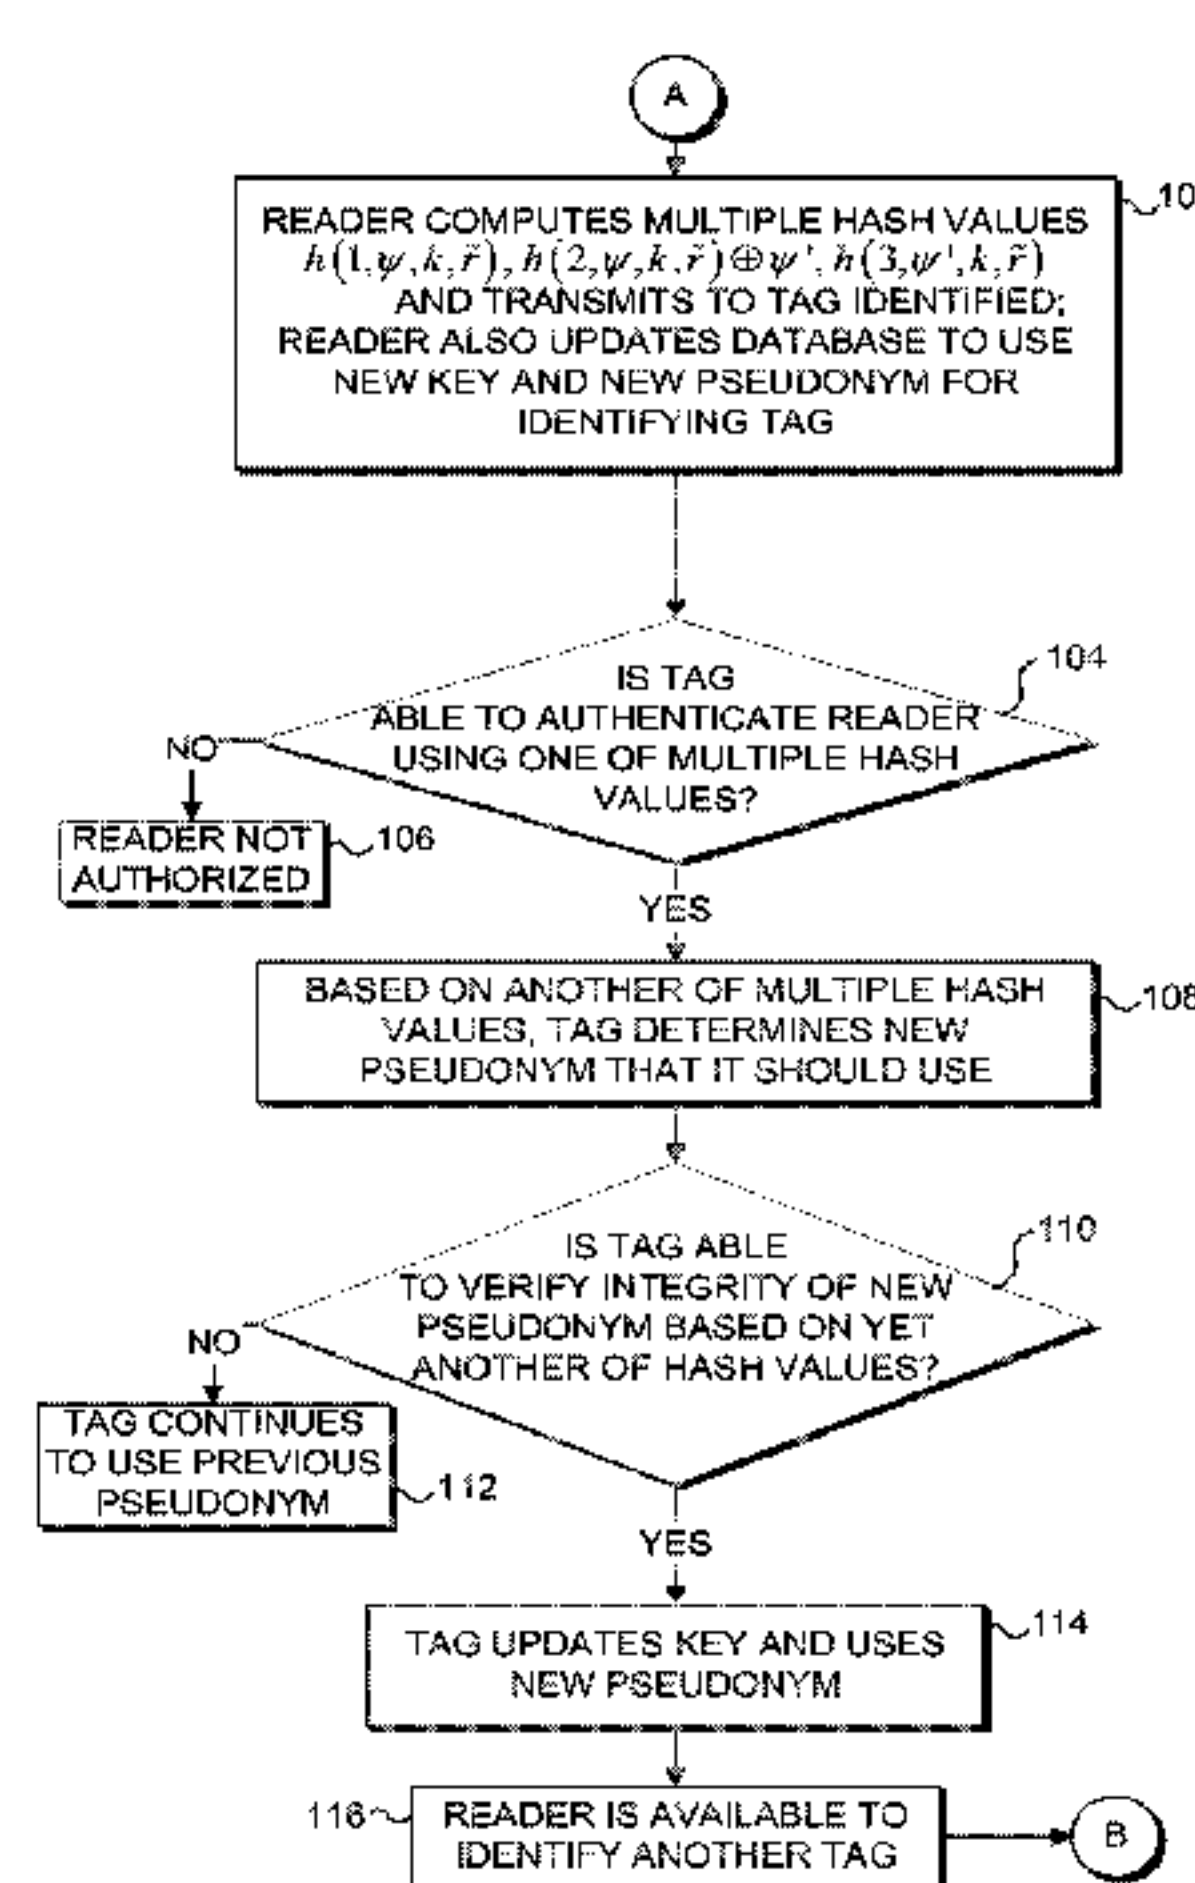 A
READER COMPUTES MULTIPLE HASH VALUES
h(1,ψ,k,r̃), h(2,ψ,k,r̃)⊕ψ', h(3,ψ',k,r̃)
AND TRANSMITS TO TAG IDENTIFIED;
READER ALSO UPDATES DATABASE TO USE
NEW KEY AND NEW PSEUDONYM FOR
IDENTIFYING TAG
10
IS TAG
ABLE TO AUTHENTICATE READER
USING ONE OF MULTIPLE HASH
VALUES?
104
NO
READER NOT
AUTHORIZED
106
YES
BASED ON ANOTHER OF MULTIPLE HASH
VALUES, TAG DETERMINES NEW
PSEUDONYM THAT IT SHOULD USE
108
IS TAG ABLE
TO VERIFY INTEGRITY OF NEW
PSEUDONYM BASED ON YET
ANOTHER OF HASH VALUES?
110
NO
TAG CONTINUES
TO USE PREVIOUS
PSEUDONYM
112
YES
TAG UPDATES KEY AND USES
NEW PSEUDONYM
114
116
READER IS AVAILABLE TO
IDENTIFY ANOTHER TAG
B